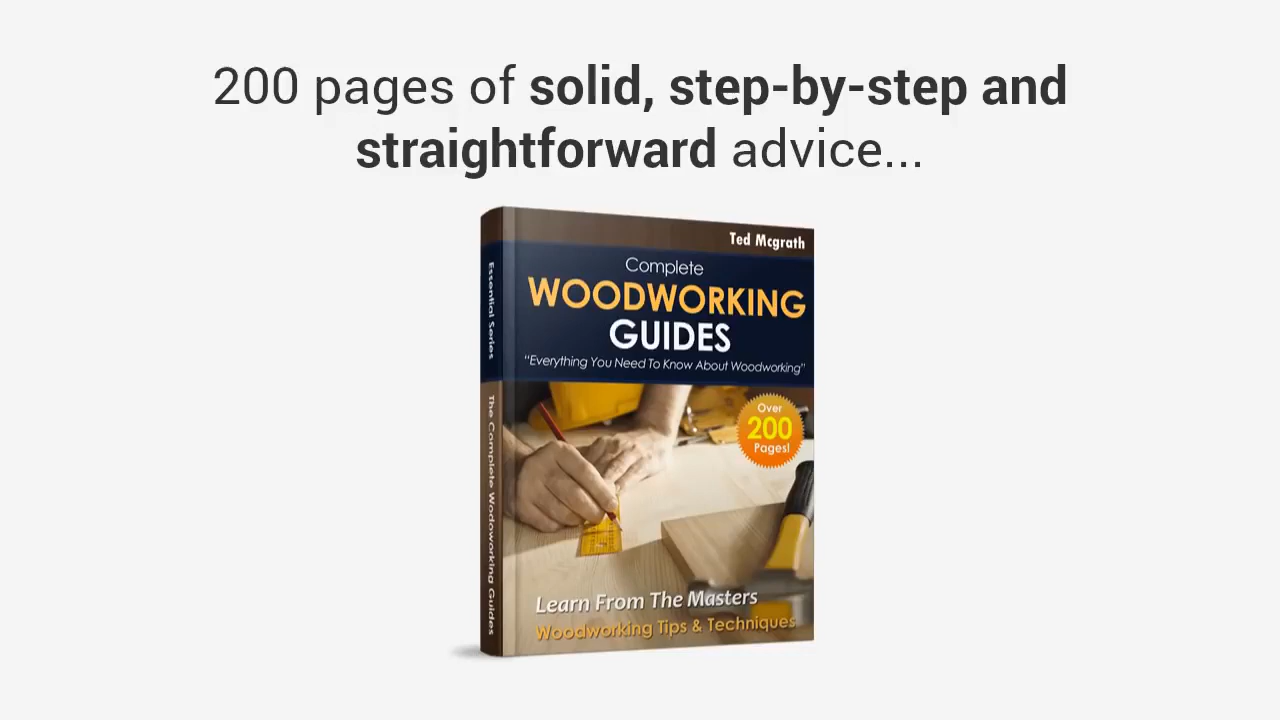 200 pages of solid, step-by-step and
straightforward advice...
Ted Mcgrath
Complete
WOODWORKING
GUIDES
"Everything You Need To Know About Woodworking"
Over
200
Pages!
Learn From The Masters
Woodworking Tips & Techniques
Essential Series
The Complete Wodoworking Guides